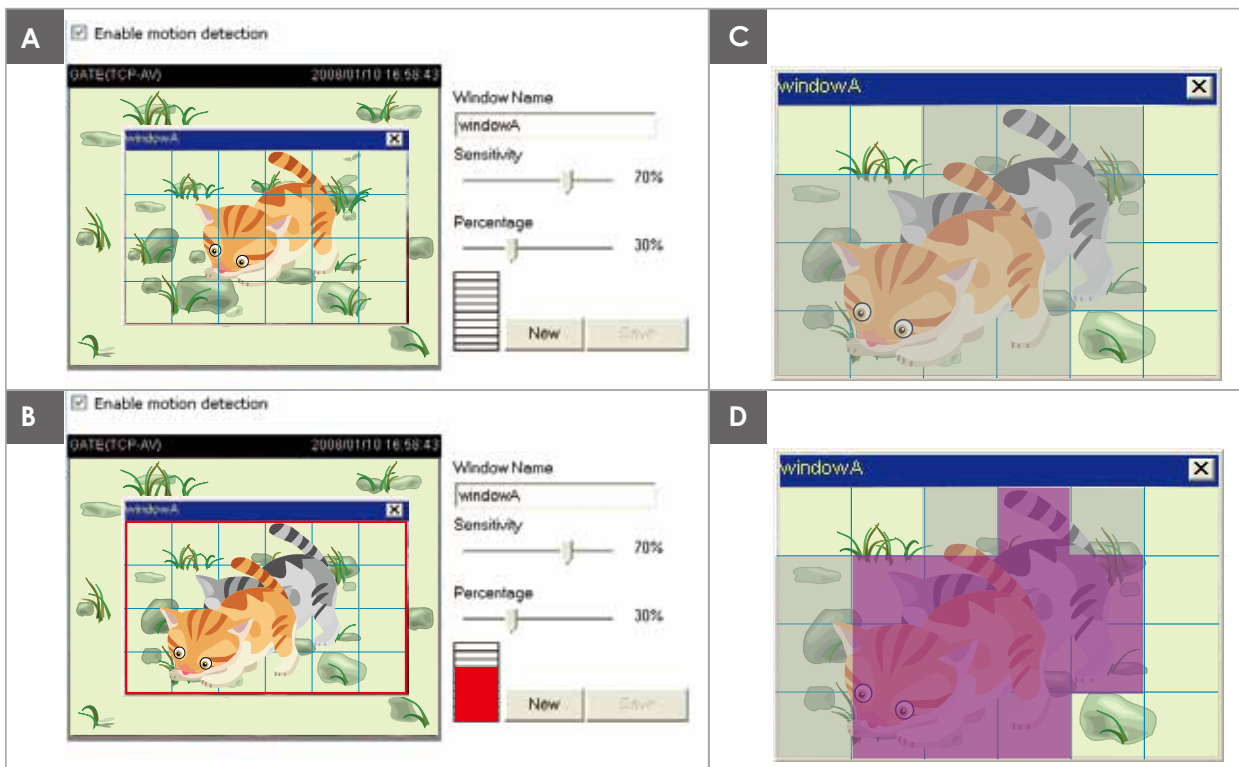 A
Enable motion detection
GATE(TCP-AV) 2008/01/10 16:58:43
windowA
Window Name
windowA
Sensitivity
70%
Percentage
30%
New Save
B
Enable motion detection
GATE(TCP-AV) 2008/01/10 16:58:43
windowA
Window Name
windowA
Sensitivity
70%
Percentage
30%
New Save
C
windowA
D
windowA